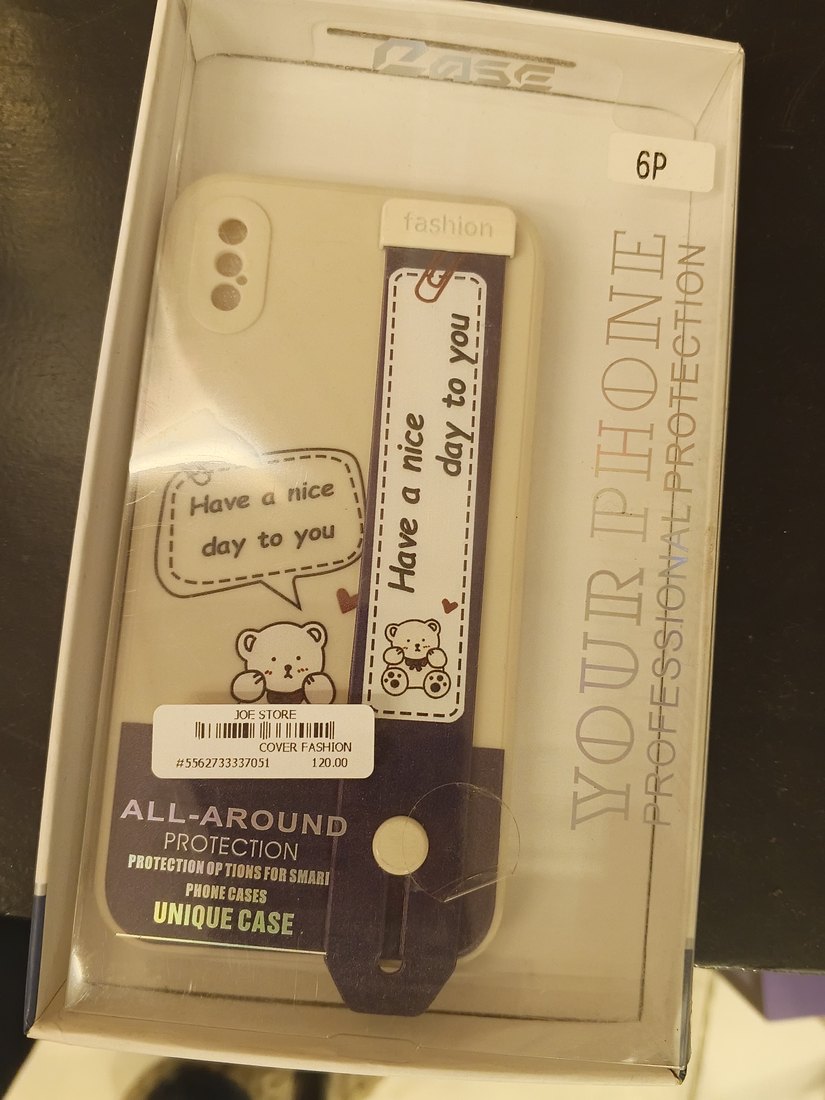 CASE
6P
fashion
Have a nice
day to you
Have a nice
day to you
YOUR PHONE
PROFESSIONAL PROTECTION
JOE STORE
COVER FASHION
#5562733337051 120.00
ALL-AROUND
PROTECTION
PROTECTION OP TIONS FOR SMARI
PHONE CASES
UNIQUE CASE